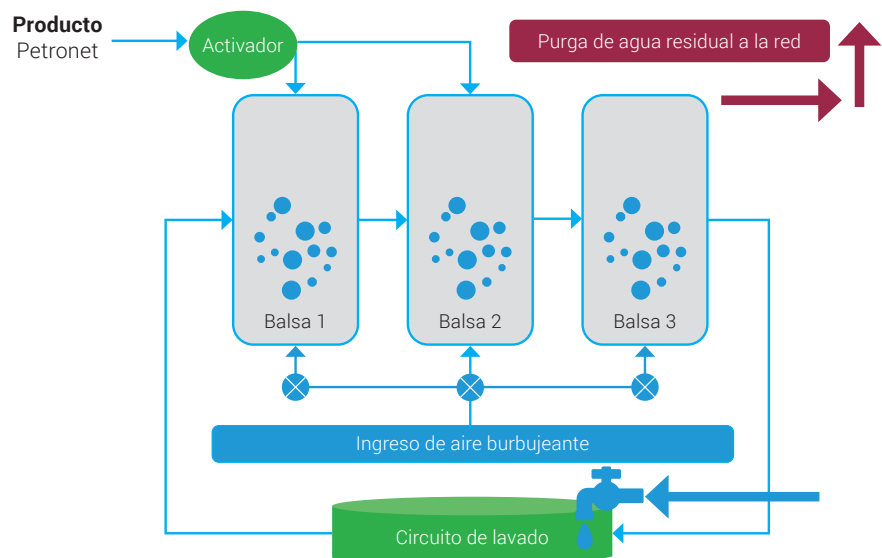 Producto
Petronet
Activador
Purga de agua residual a la red
Balsa 1
Balsa 2
Balsa 3
Ingreso de aire burbujeante
Circuito de lavado